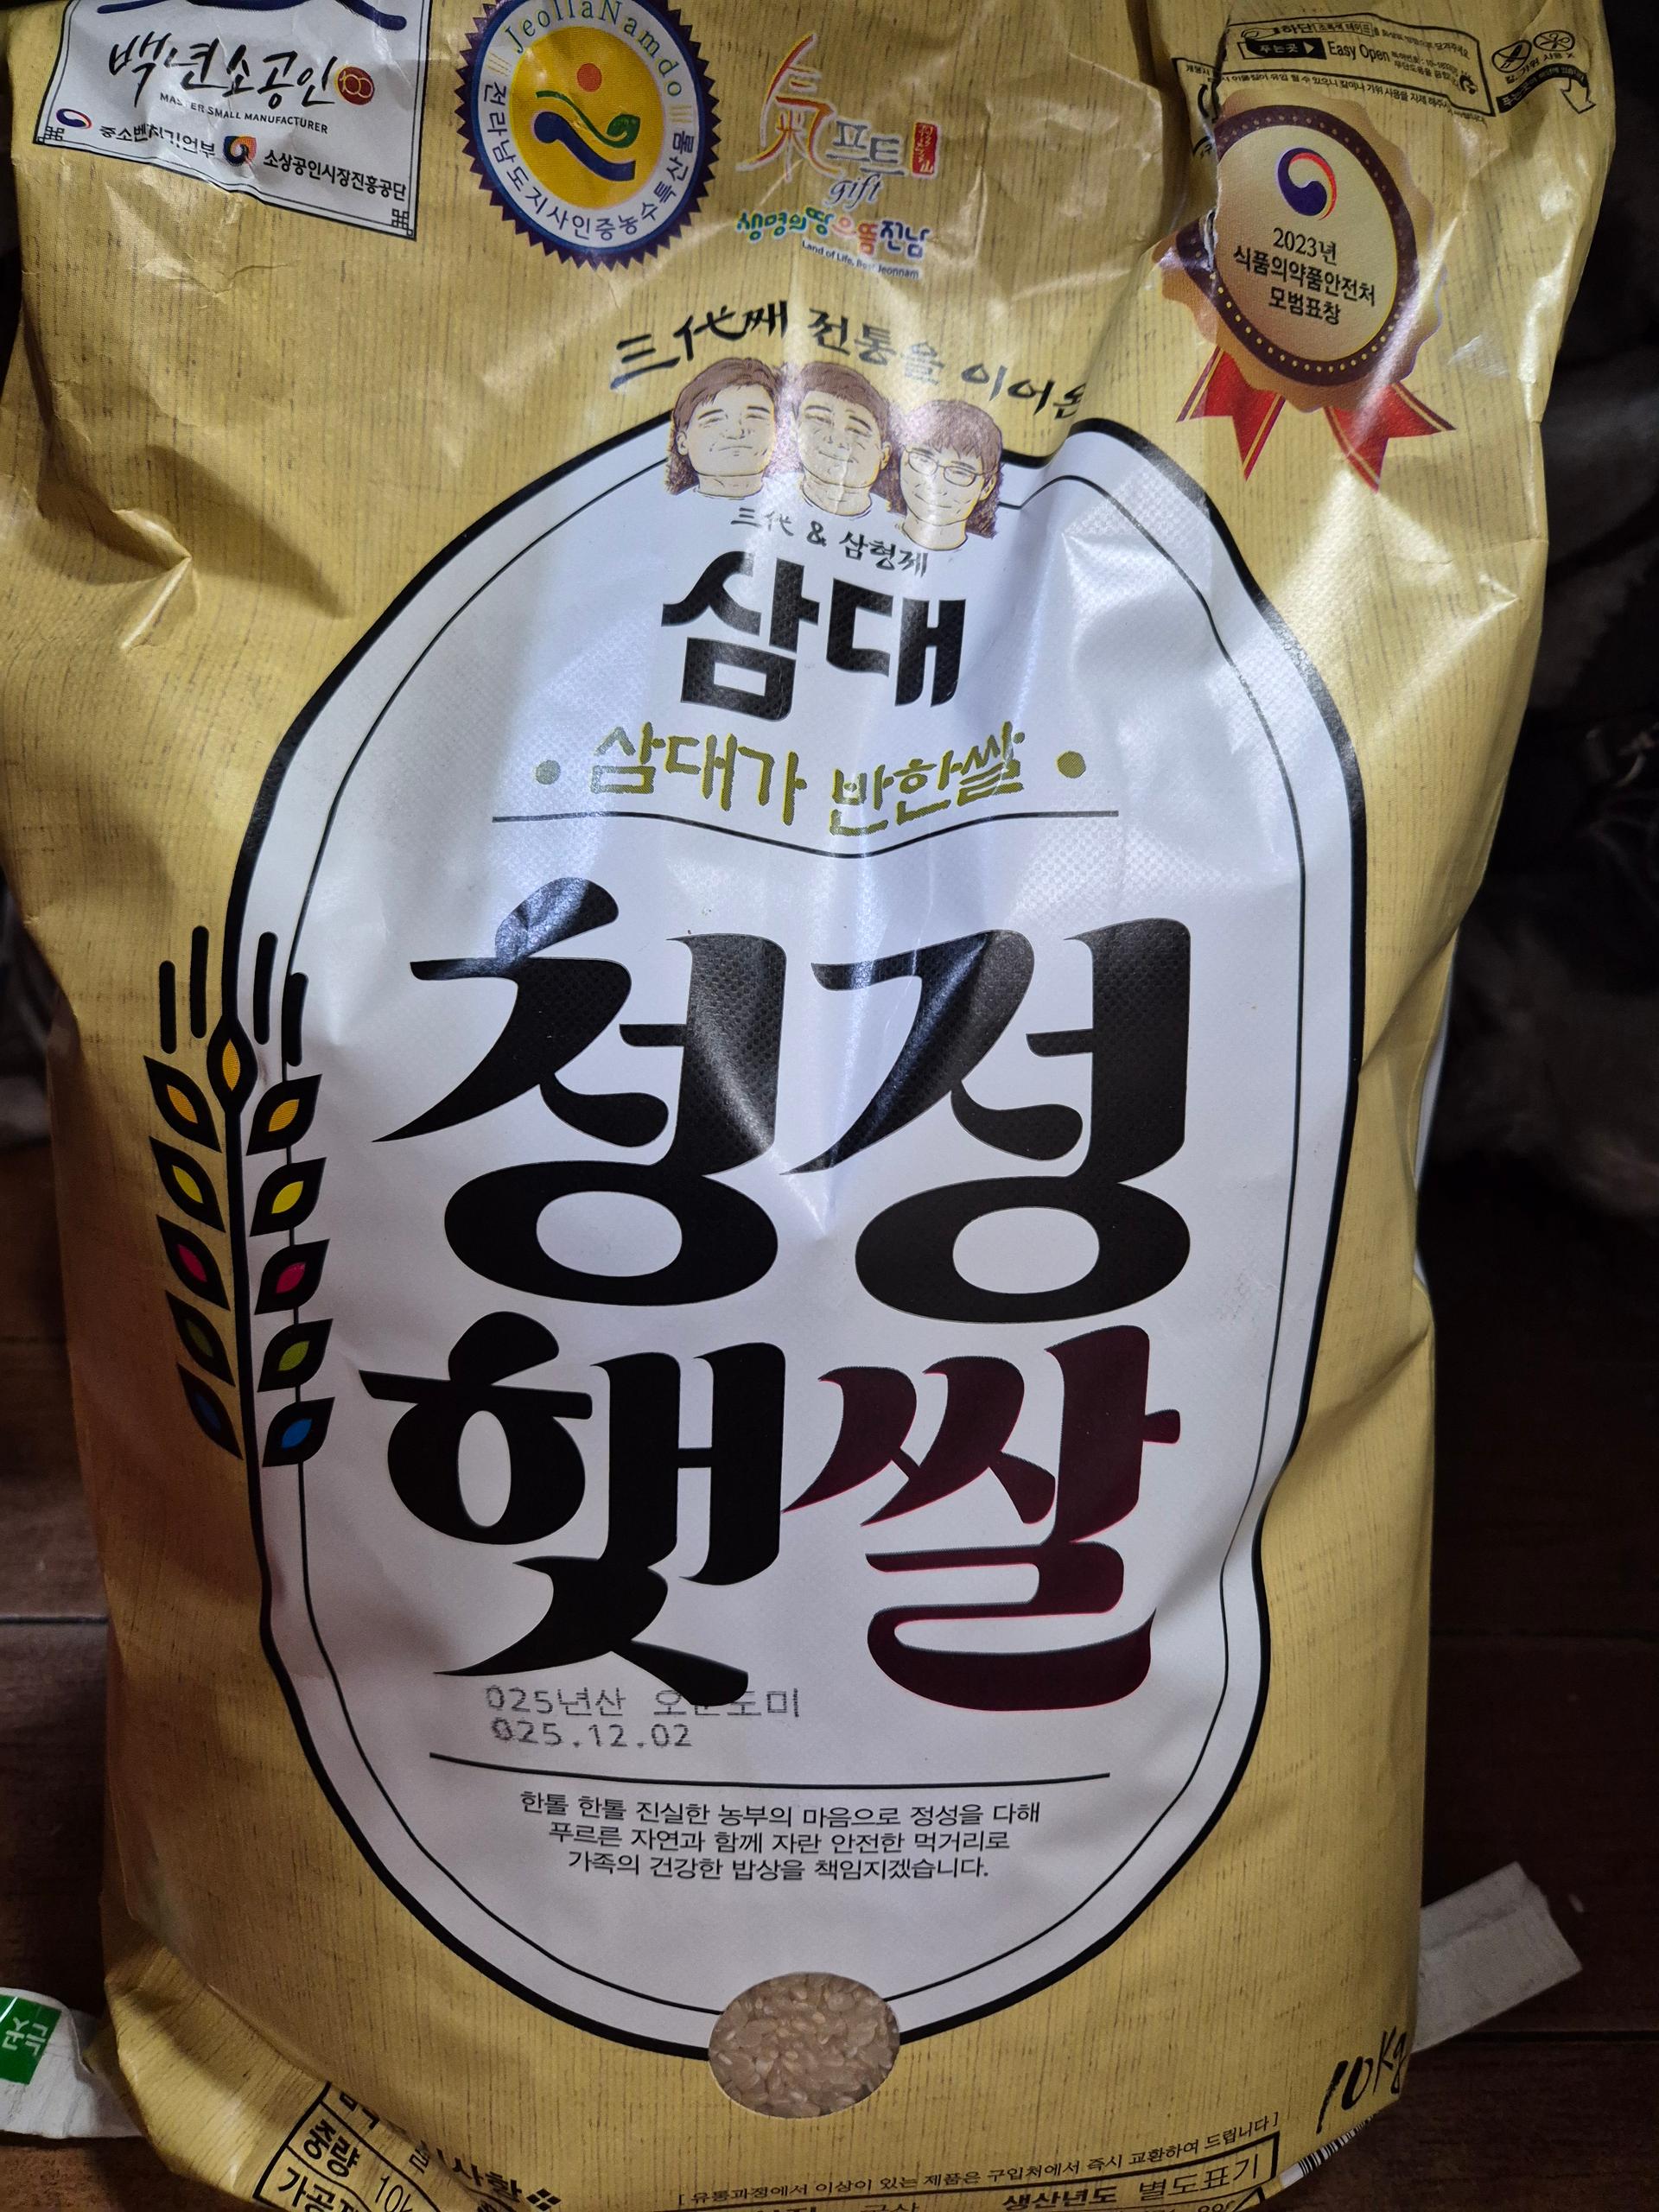 백년소공인
MASTER SMALL MANUFACTURER
중소벤처기업부 소상공인시장진흥공단
JeollaNamdo
전라남도지사인증농수특산물
氣프트
gift
생명의땅 으뜸전남
Land of Life, Best Jeonnam
Easy Open
2023년
식품의약품안전처
모범표창
三代째 전통을 이어온
三代 & 삼형제
삼대
삼대가 반한쌀
청경
햇쌀
025년산
025.12.02
한톨 한톨 진실한 농부의 마음으로 정성을 다해
푸르른 자연과 함께 자란 안전한 먹거리로
가족의 건강한 밥상을 책임지겠습니다.
10Kg
[ 유통과정에서 이상이 있는 제품은 구입처에서 즉시 교환하여 드립니다 ]
중량
생산년도 별도표기